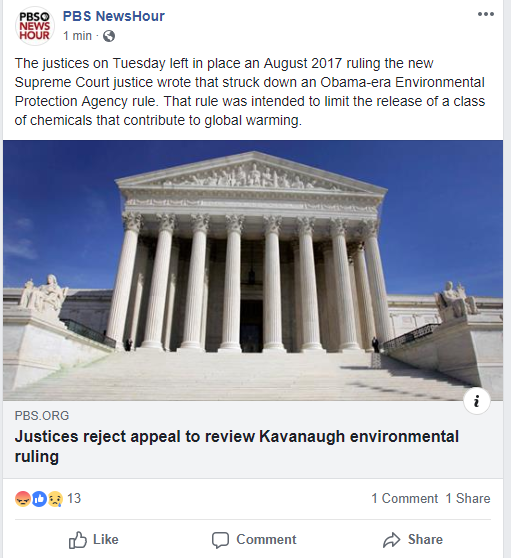 PBS
NEWS
HOUR
PBS NewsHour
1 min ·
The justices on Tuesday left in place an August 2017 ruling the new
Supreme Court justice wrote that struck down an Obama-era Environmental
Protection Agency rule. That rule was intended to limit the release of a class
of chemicals that contribute to global warming.
i
PBS.ORG
Justices reject appeal to review Kavanaugh environmental
ruling
13
1 Comment 1 Share
Like Comment Share